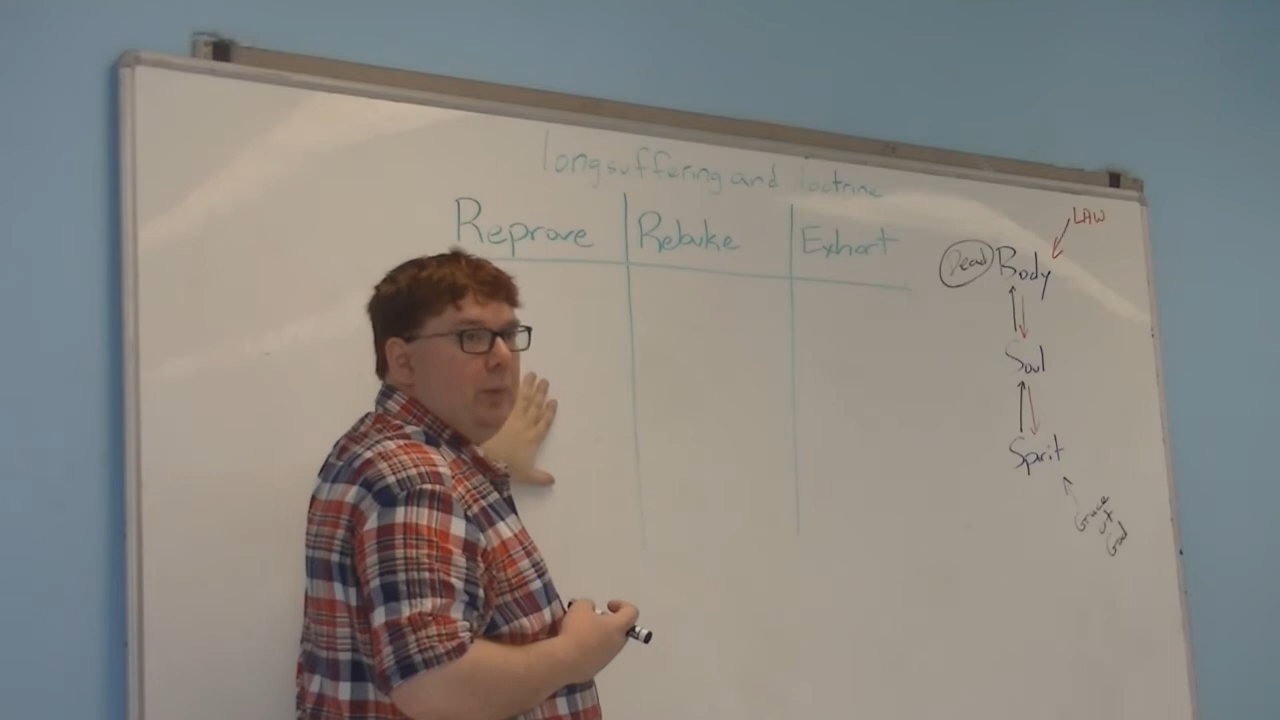 longsuffering and doctrine
Reprove Rebuke Exhort
LAW
Dead Body
Soul
Spirit
Grace
of
God